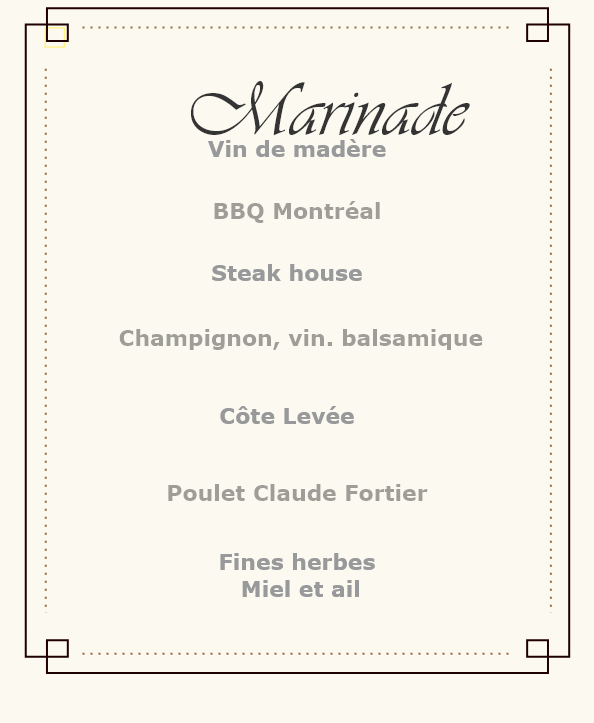 Marinade
Vin de madère
BBQ Montréal
Steak house
Champignon, vin. balsamique
Côte Levée
Poulet Claude Fortier
Fines herbes
Miel et ail